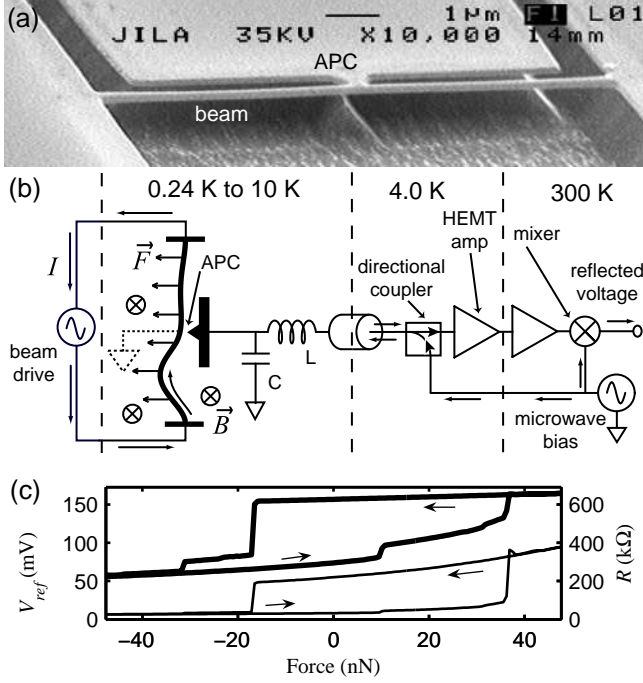 (a)
1µm F1 L01
JILA 35KV X10,000 14mm
APC
beam
(b)
0.24 K to 10 K 4.0 K 300 K
HEMT
amp
mixer
I
F
APC
directional
coupler
reflected
voltage
beam
drive
L
C
B
microwave
bias
(c)
150
100
50
0
V_ref (mV)
600
400
200
0
R (kΩ)
−40 −20 0 20 40
Force (nN)